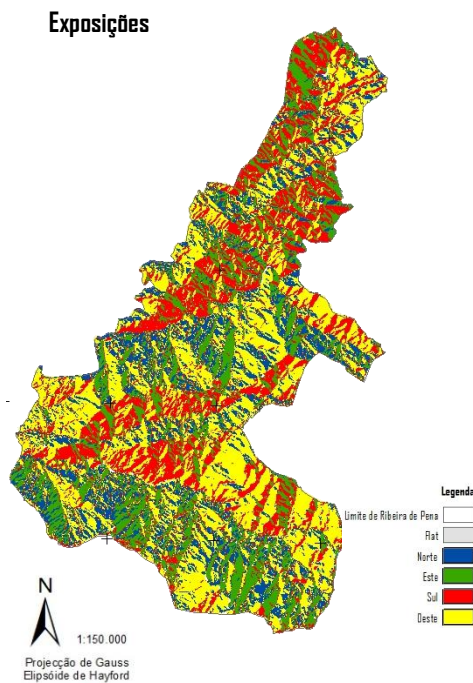 Exposições
Legenda
Limite de Ribeira de Pena
Flat
Norte
Este
Sul
Oeste
N
1:150.000
Projecção de Gauss
Elipsóide de Hayford